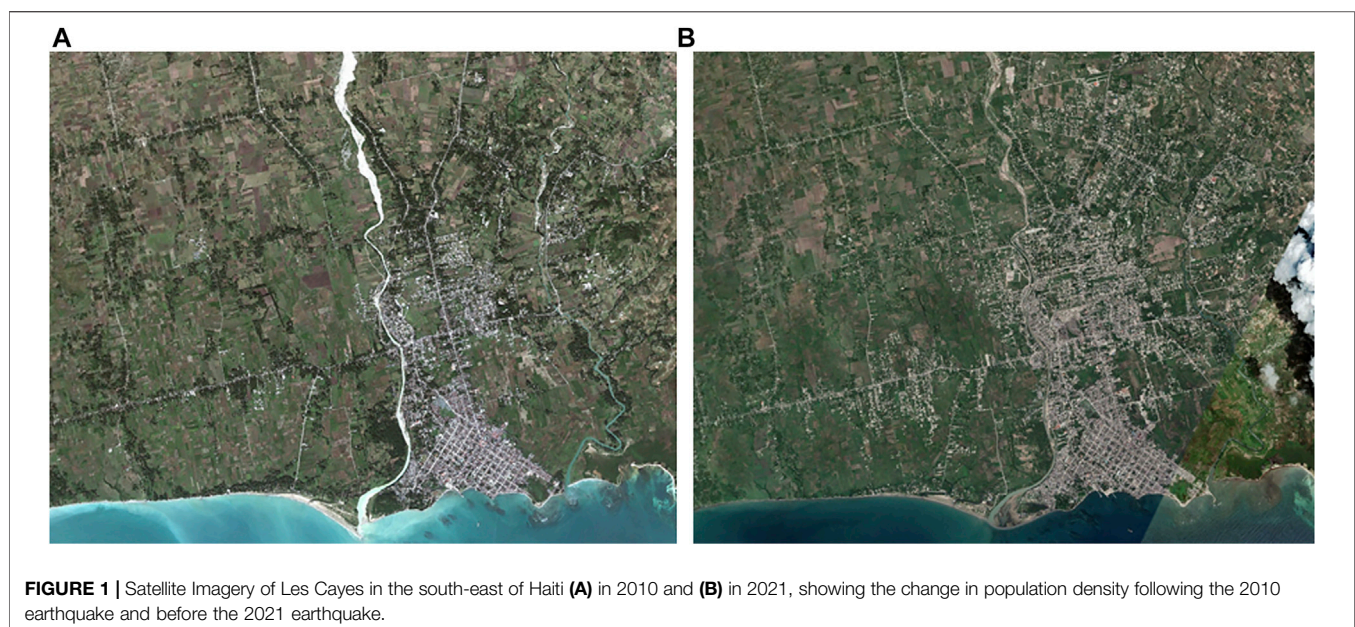 A
B
FIGURE 1 | Satellite Imagery of Les Cayes in the south-east of Haiti (A) in 2010 and (B) in 2021, showing the change in population density following the 2010
earthquake and before the 2021 earthquake.